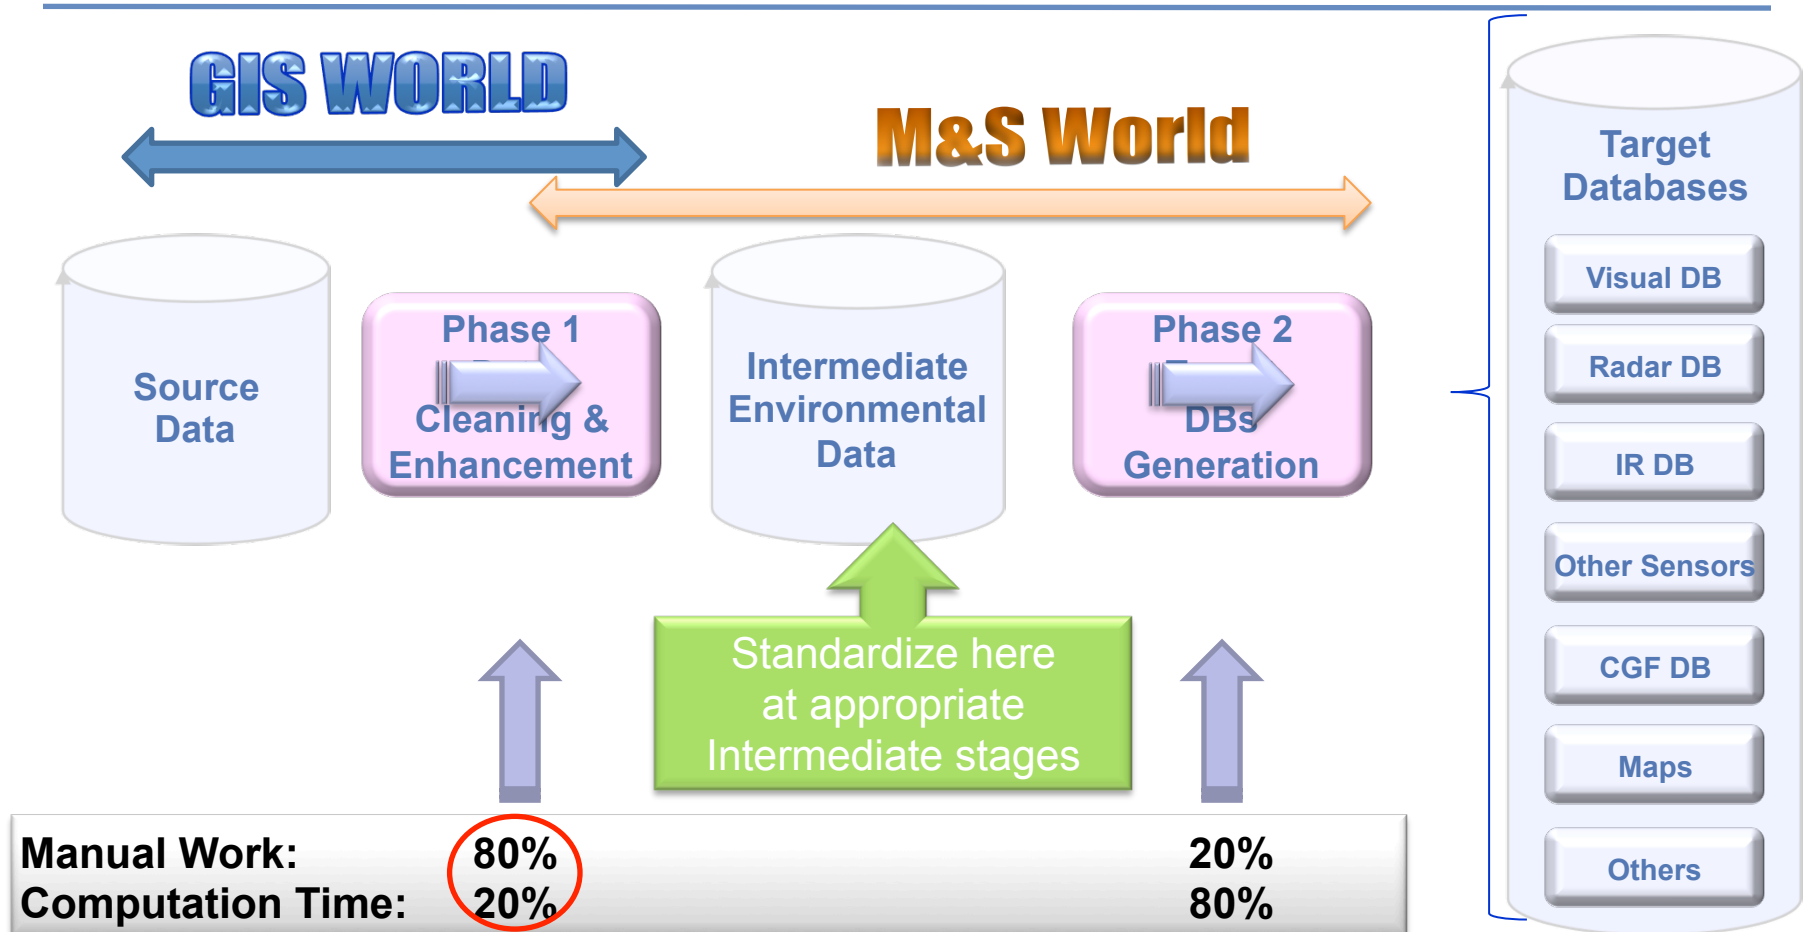 GIS WORLD
M&S World
Source
Data
Phase 1
Cleaning &
Enhancement
Intermediate
Environmental
Data
Phase 2
DBs
Generation
Standardize here
at appropriate
Intermediate stages
Manual Work: 80% 20%
Computation Time: 20% 80%
Target
Databases
Visual DB
Radar DB
IR DB
Other Sensors
CGF DB
Maps
Others